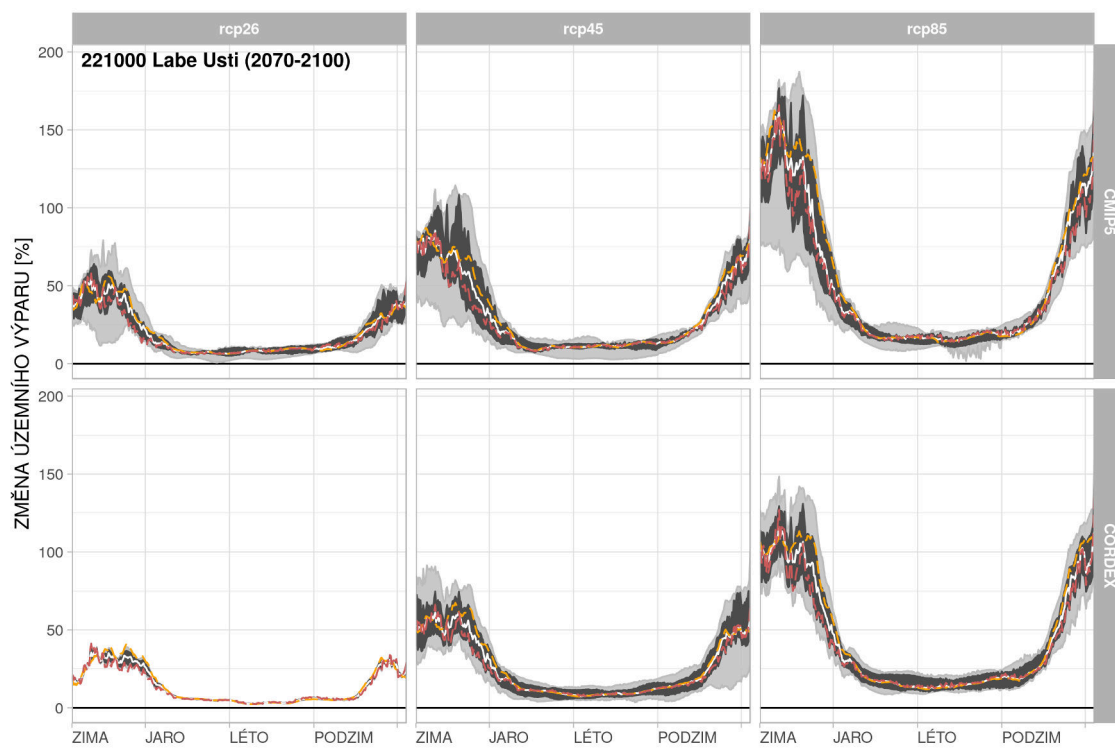 rcp26 rcp45 rcp85
221000 Labe Usti (2070-2100)
200
150
100
50
0
CMIP5
ZMĚNA ÚZEMNÍHO VÝPARU [%]
200
150
100
50
0
CORDEX
ZIMA JARO LÉTO PODZIM ZIMA JARO LÉTO PODZIM ZIMA JARO LÉTO PODZIM